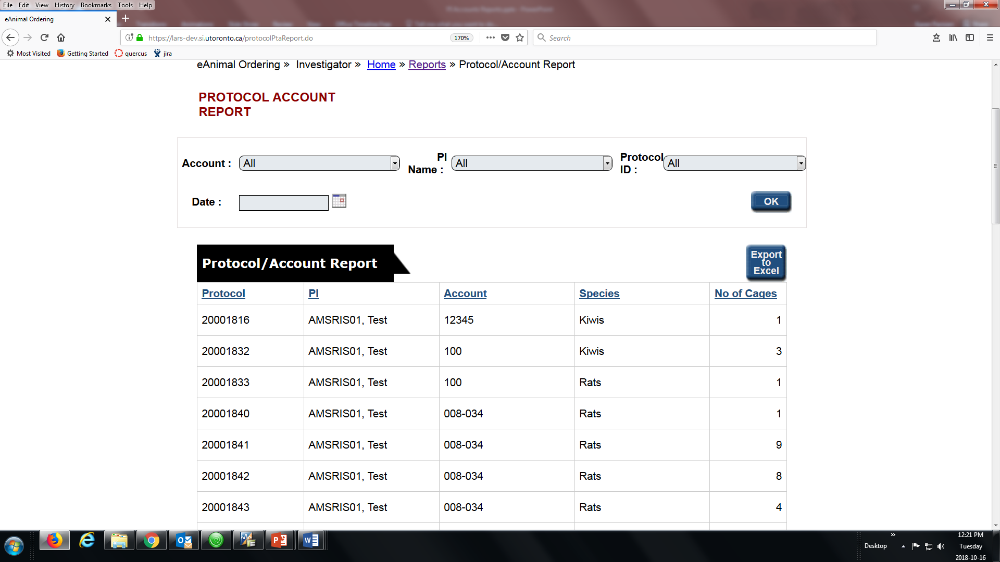 File Edit View History Bookmarks Tools Help
eAnimal Ordering
https://lars-dev.si.utoronto.ca/protocolPtaReport.do 170% Search
Most Visited Getting Started quercus jira
eAnimal Ordering » Investigator » Home » Reports » Protocol/Account Report
PROTOCOL ACCOUNT
REPORT
Account : All PI Name : All Protocol ID : All
Date : OK
Protocol/Account Report
Export
to
Excel
Protocol PI Account Species No of Cages
20001816 AMSRIS01, Test 12345 Kiwis 1
20001832 AMSRIS01, Test 100 Kiwis 3
20001833 AMSRIS01, Test 100 Rats 1
20001840 AMSRIS01, Test 008-034 Rats 1
20001841 AMSRIS01, Test 008-034 Rats 9
20001842 AMSRIS01, Test 008-034 Rats 8
20001843 AMSRIS01, Test 008-034 Rats 4
Desktop
12:21 PM
Tuesday
2018-10-16